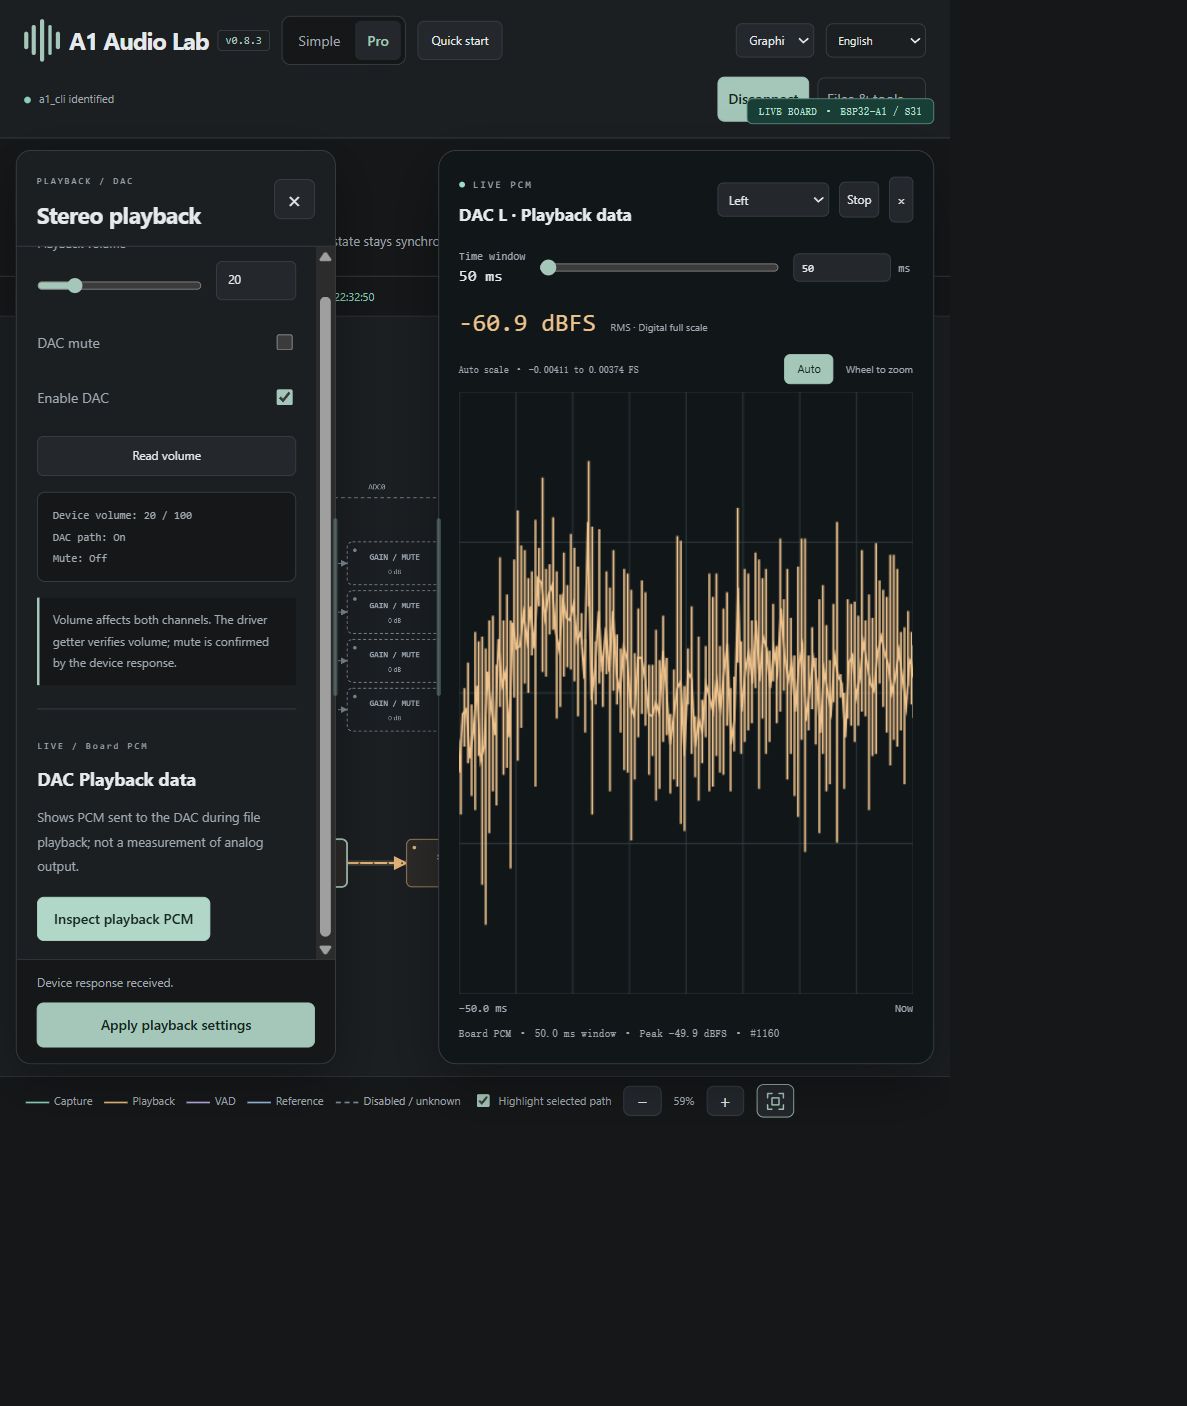 A1 Audio Lab
v0.8.3
Simple
Pro
Quick start
Graphi
English
a1_cli identified
LIVE BOARD • ESP32-A1 / S31
PLAYBACK / DAC
Stereo playback
×
20
DAC mute
Enable DAC
Read volume
Device volume: 20 / 100
DAC path: On
Mute: Off
Volume affects both channels. The driver
getter verifies volume; mute is confirmed
by the device response.
LIVE / Board PCM
DAC Playback data
Shows PCM sent to the DAC during file
playback; not a measurement of analog
output.
Inspect playback PCM
Device response received.
Apply playback settings
state stays synchro
22:32:50
ADC0
GAIN / MUTE
0 dB
GAIN / MUTE
0 dB
GAIN / MUTE
0 dB
GAIN / MUTE
0 dB
LIVE PCM
DAC L · Playback data
Left
Stop
×
Time window
50 ms
50
ms
-60.9 dBFS
RMS · Digital full scale
Auto scale • -0.00411 to 0.00374 FS
Auto
Wheel to zoom
-50.0 ms
Now
Board PCM • 50.0 ms window • Peak -49.9 dBFS • #1160
Capture
Playback
VAD
Reference
Disabled / unknown
Highlight selected path
−
59%
+